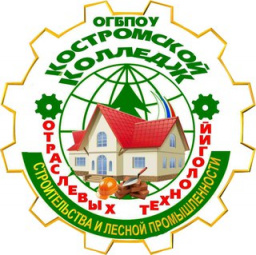 ОГБПОУ
КОСТРОМСКОЙ
КОЛЛЕДЖ
ОТРАСЛЕВЫХ ТЕХНОЛОГИЙ
СТРОИТЕЛЬСТВА И ЛЕСНОЙ ПРОМЫШЛЕННОСТИ